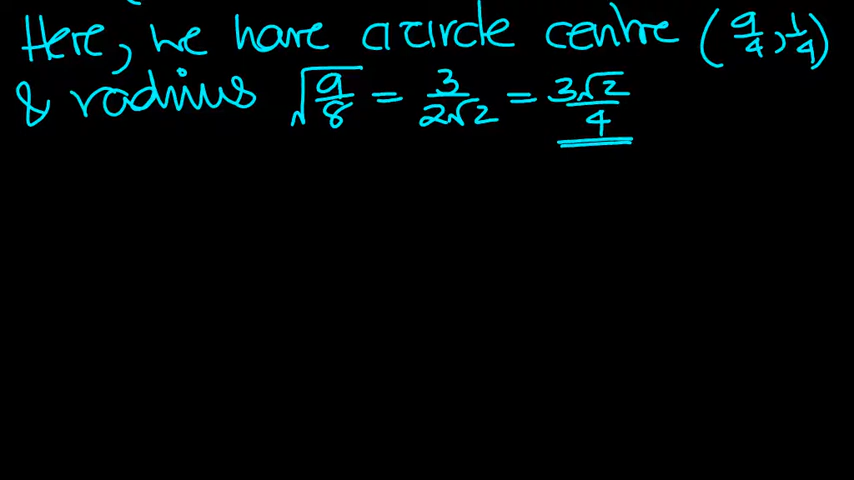 Here, we have a circle centre (9/4, 1/4)
& radius √(9/8) = 3/(2√2) = 3√2/4